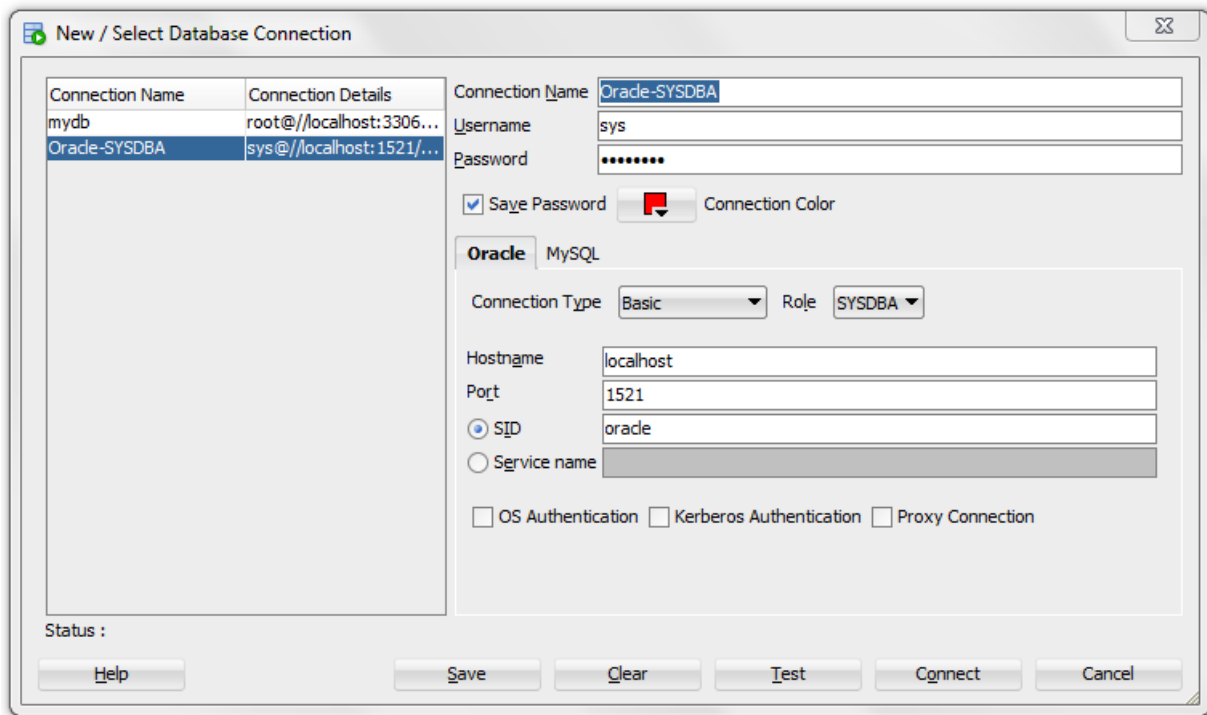 New / Select Database Connection
Connection Name Connection Details
mydb root@//localhost:3306...
Oracle-SYSDBA sys@//localhost:1521/...
Connection Name Oracle-SYSDBA
Username sys
Password ••••••••
Save Password Connection Color
Oracle MySQL
Connection Type Basic Role SYSDBA
Hostname localhost
Port 1521
SID oracle
Service name
OS Authentication Kerberos Authentication Proxy Connection
Status :
Help Save Clear Test Connect Cancel